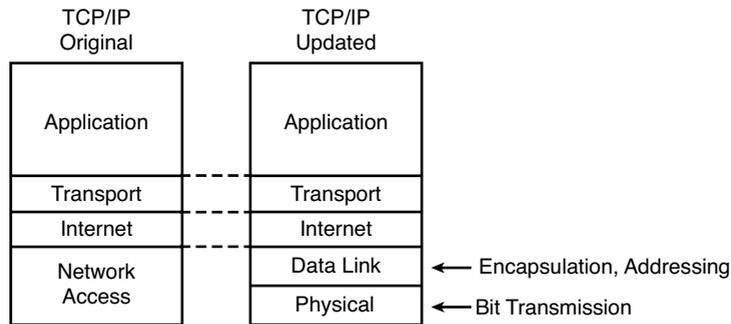 TCP/IP
Original
TCP/IP
Updated
Application
Application
Transport
Transport
Internet
Internet
Network
Access
Data Link
Encapsulation, Addressing
Physical
Bit Transmission